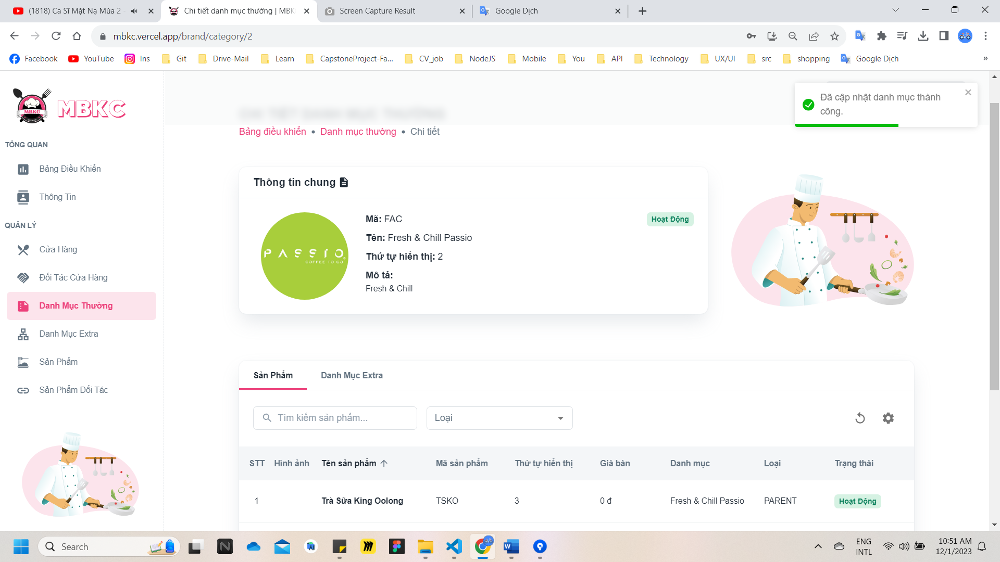 (1818) Ca Sĩ Mặt Nạ Mùa 2 -
Chi tiết danh mục thường | MBK
Screen Capture Result
Google Dịch
mbkc.vercel.app/brand/category/2
Facebook
YouTube
Ins
Git
Drive-Mail
Learn
CapstoneProject-Fa...
CV_job
NodeJS
Mobile
You
API
Technology
UX/UI
src
shopping
Google Dịch
»
MBKC
MBKC
Đã cập nhật danh mục thành
công.
CHI TIẾT DANH MỤC THƯỜNG
Bảng điều khiển • Danh mục thường • Chi tiết
TỔNG QUAN
Bảng Điều Khiển
Thông Tin
QUẢN LÝ
Cửa Hàng
Đối Tác Cửa Hàng
Danh Mục Thường
Danh Mục Extra
Sản Phẩm
Sản Phẩm Đối Tác
Thông tin chung
PASSIO
COFFEE TO GO
Mã: FAC
Hoạt Động
Tên: Fresh & Chill Passio
Thứ tự hiển thị: 2
Mô tả:
Fresh & Chill
Sản Phẩm
Danh Mục Extra
Tìm kiếm sản phẩm...
Loại
STT Hình ảnh Tên sản phẩm Mã sản phẩm Thứ tự hiển thị Giá bán Danh mục Loại Trạng thái
1 Trà Sữa King Oolong TSKO 3 0 đ Fresh & Chill Passio PARENT Hoạt Động
Search
ENG
INTL
10:51 AM
12/1/2023